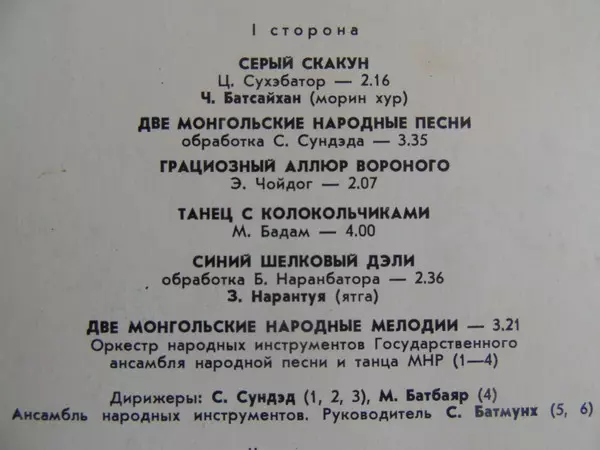 I сторона
СЕРЫЙ СКАКУН
Ц. Сухэбатор — 2.16
Ч. Батсайхан (морин хур)
ДВЕ МОНГОЛЬСКИЕ НАРОДНЫЕ ПЕСНИ
обработка С. Сундэда — 3.35
ГРАЦИОЗНЫЙ АЛЛЮР ВОРОНОГО
Э. Чойдог — 2.07
ТАНЕЦ С КОЛОКОЛЬЧИКАМИ
М. Бадам — 4.00
СИНИЙ ШЕЛКОВЫЙ ДЭЛИ
обработка Б. Наранбатора — 2.36
З. Нарантуя (ятга)
ДВЕ МОНГОЛЬСКИЕ НАРОДНЫЕ МЕЛОДИИ — 3.21
Оркестр народных инструментов Государственного
ансамбля народной песни и танца МНР (1—4)
Дирижеры: С. Сундэд (1, 2, 3), М. Батбаяр (4)
Ансамбль народных инструментов. Руководитель С. Батмунх (5, 6)